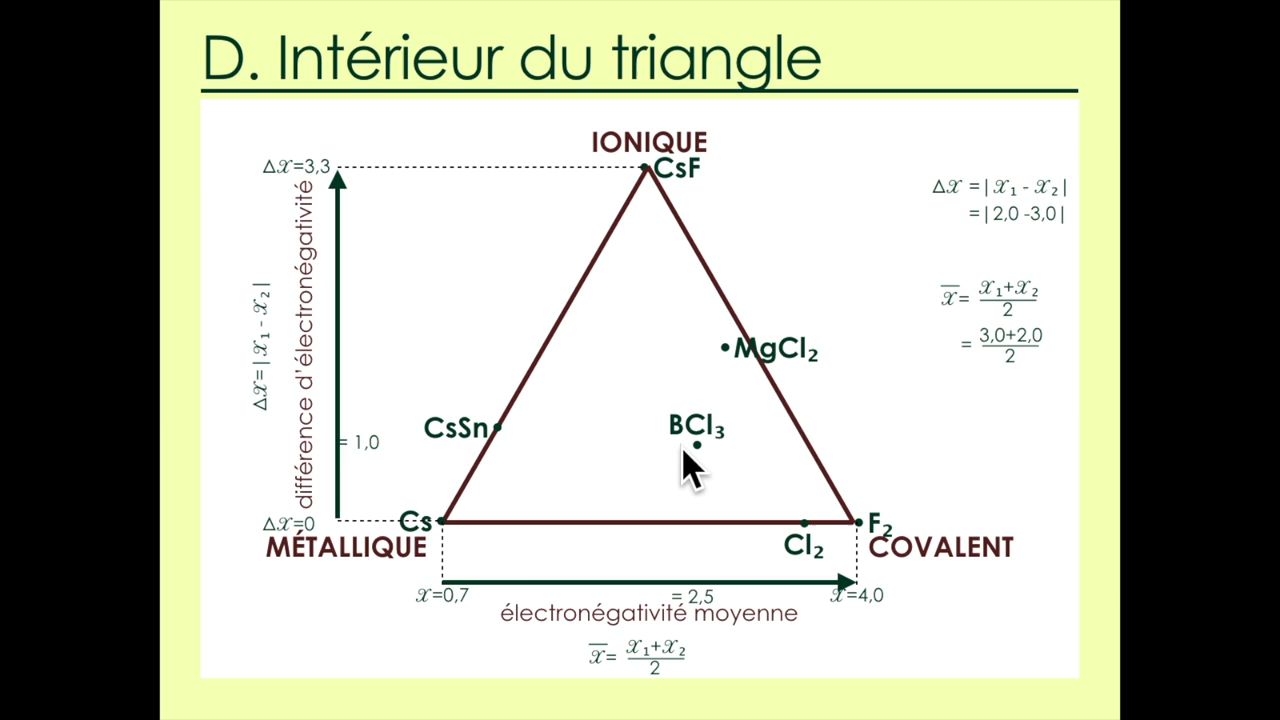 D. Intérieur du triangle
IONIQUE
Δ𝒳=3,3
CsF
Δ𝒳 =| 𝒳₁ - 𝒳₂ |
=| 2,0 -3,0 |
différence d'électronégativité
Δ𝒳=| 𝒳₁ - 𝒳₂ |
𝒳̅= 𝒳₁+𝒳₂
2
= 3,0+2,0
2
MgCl₂
CsSn
BCl₃
= 1,0
Δ𝒳=0
Cs
F₂
MÉTALLIQUE
Cl₂
COVALENT
𝒳=0,7
= 2,5
𝒳=4,0
électronégativité moyenne
𝒳̅= 𝒳₁+𝒳₂
2